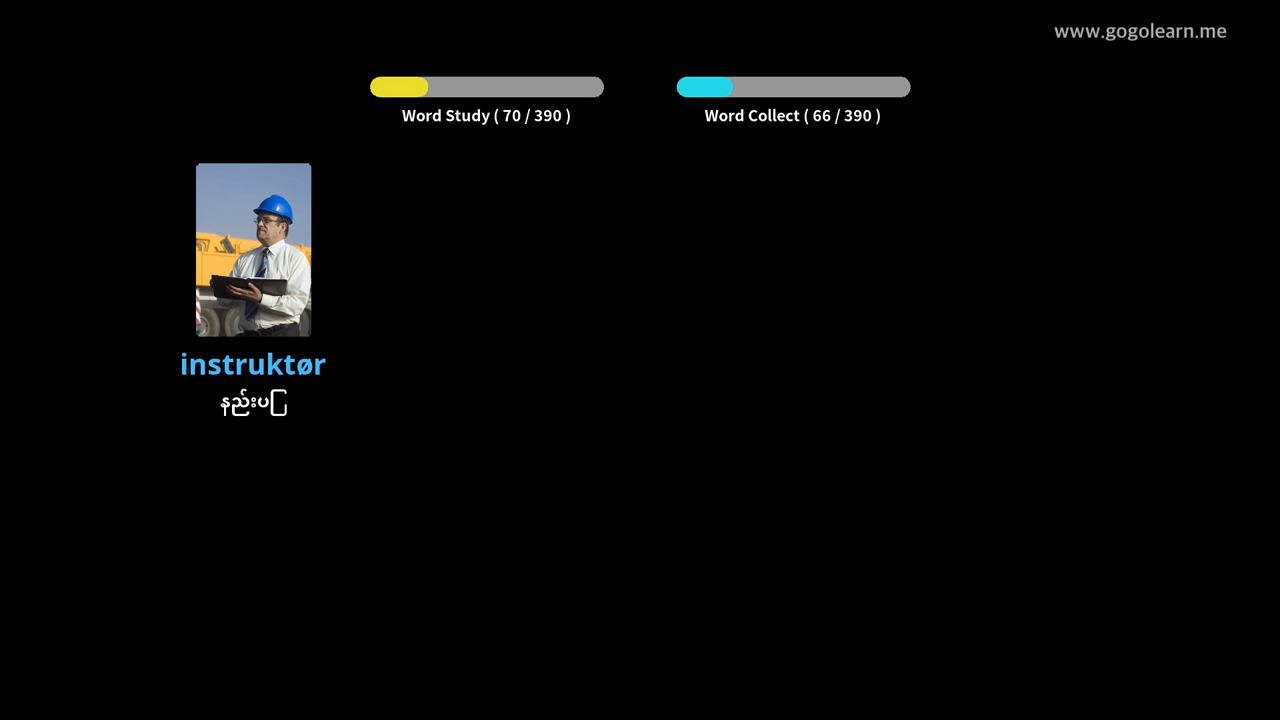 www.gogolearn.me
Word Study ( 70 / 390 )
Word Collect ( 66 / 390 )
instruktør
နည်းပြ